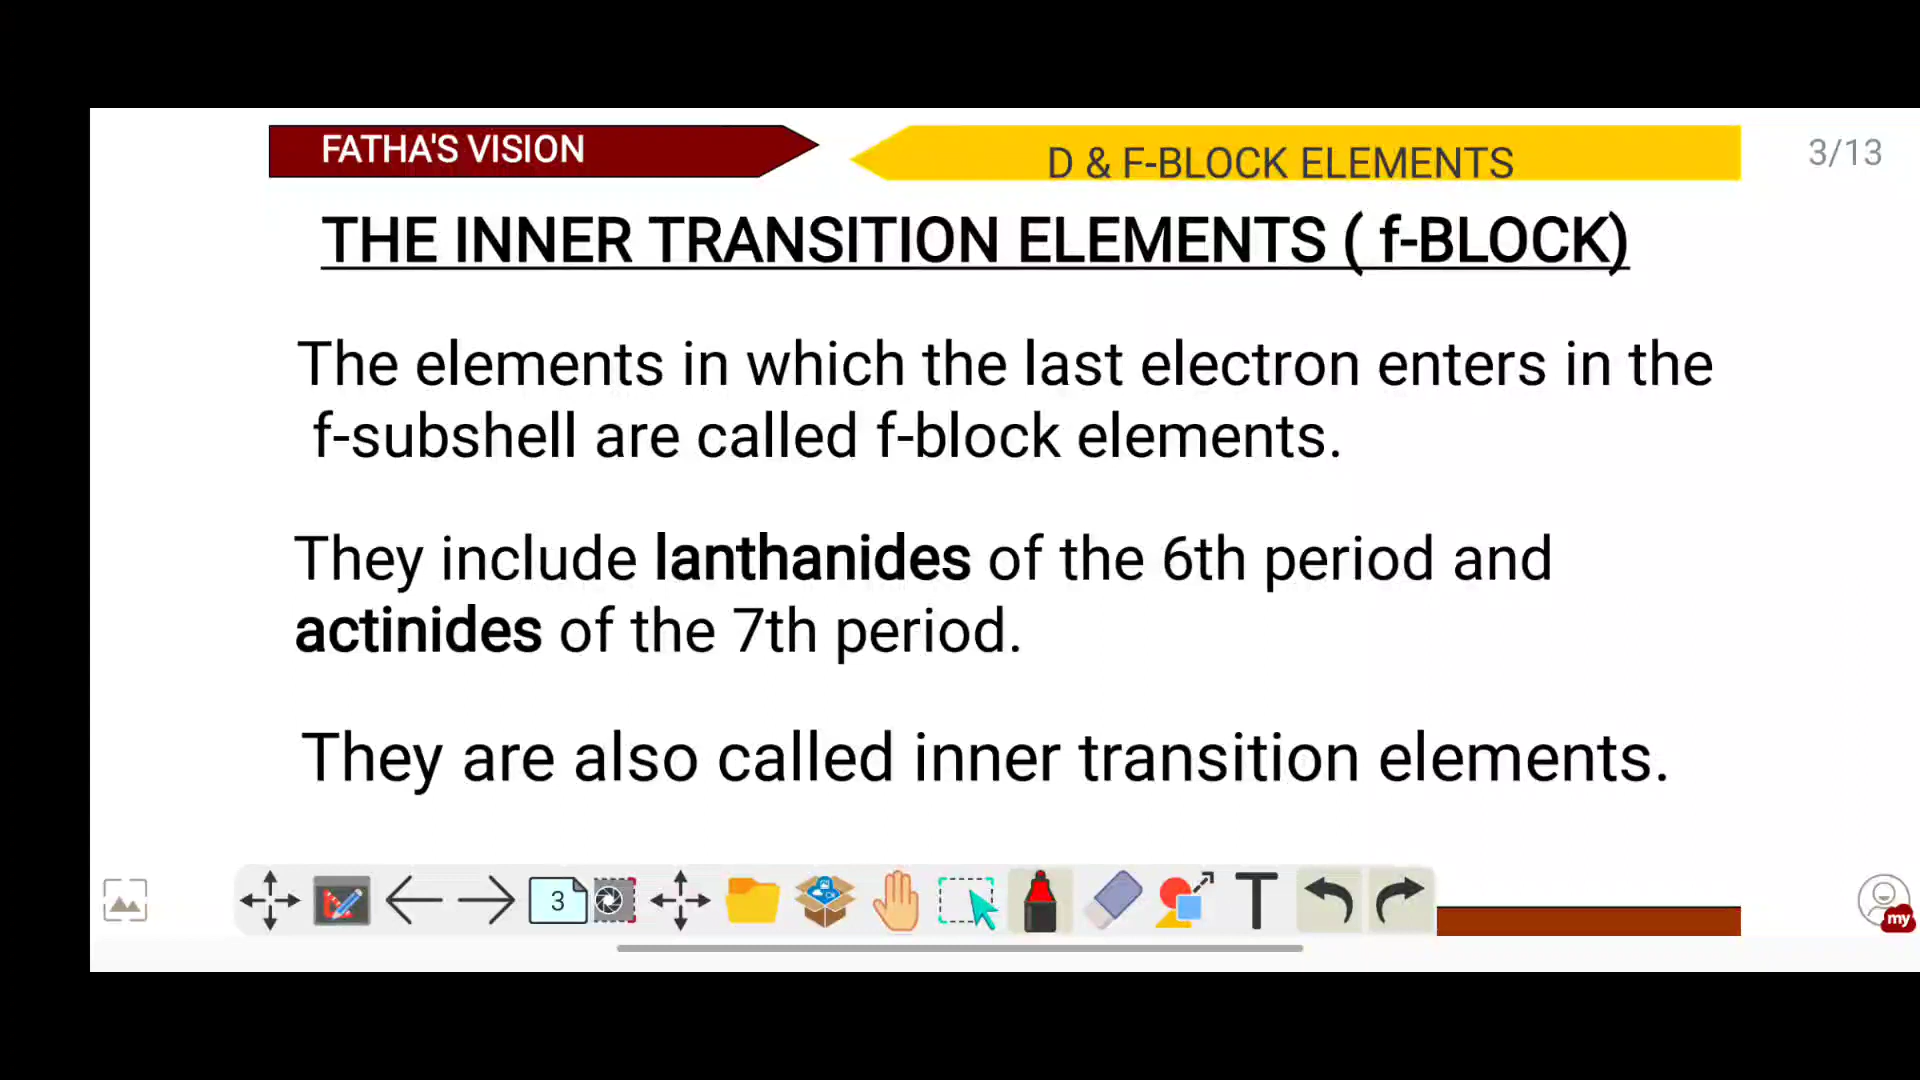 FATHA'S VISION
D & F-BLOCK ELEMENTS
3/13
THE INNER TRANSITION ELEMENTS ( f-BLOCK)
The elements in which the last electron enters in the
f-subshell are called f-block elements.
They include lanthanides of the 6th period and
actinides of the 7th period.
They are also called inner transition elements.
3
T
my